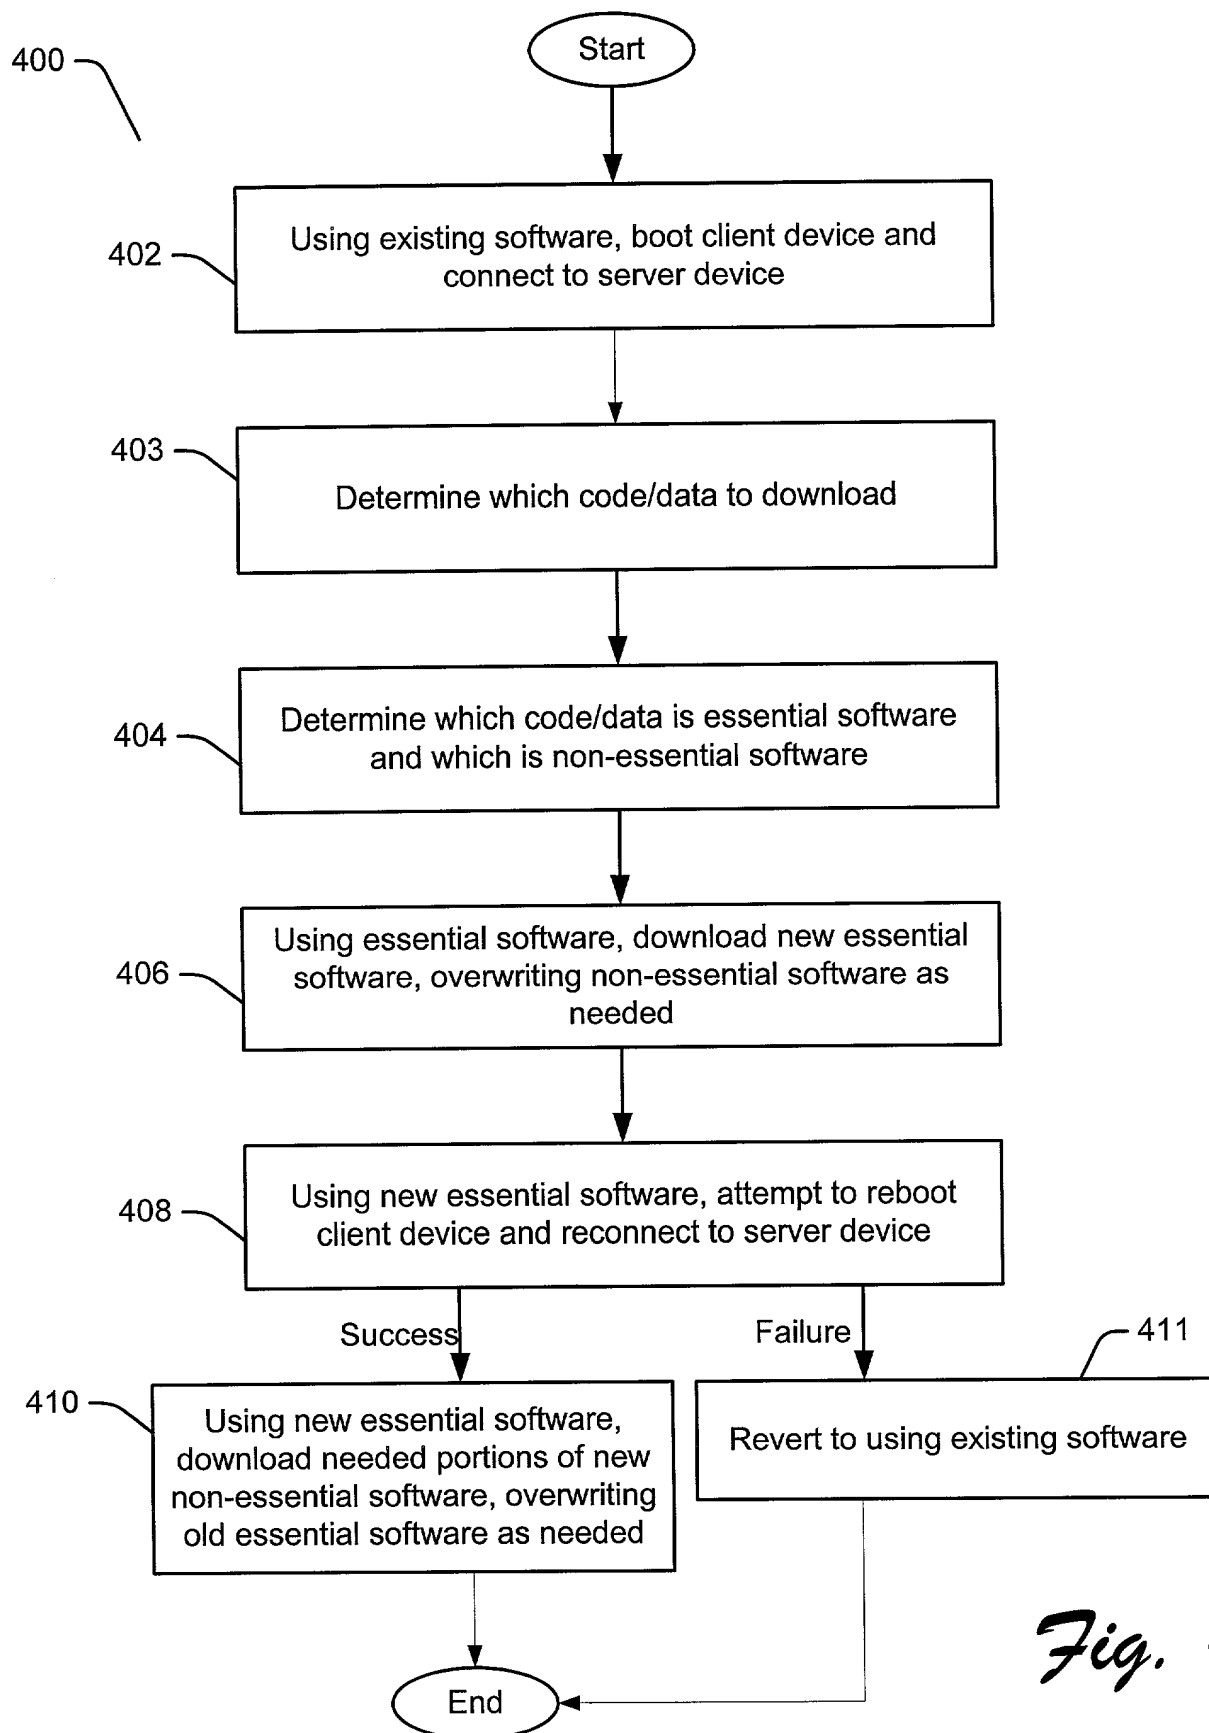 Start
400
Using existing software, boot client device and
connect to server device
402
403
Determine which code/data to download
Determine which code/data is essential software
and which is non-essential software
404
Using essential software, download new essential
software, overwriting non-essential software as
needed
406
Using new essential software, attempt to reboot
client device and reconnect to server device
408
Success
Failure
411
410
Using new essential software,
download needed portions of new
non-essential software, overwriting
old essential software as needed
Revert to using existing software
Fig.
End